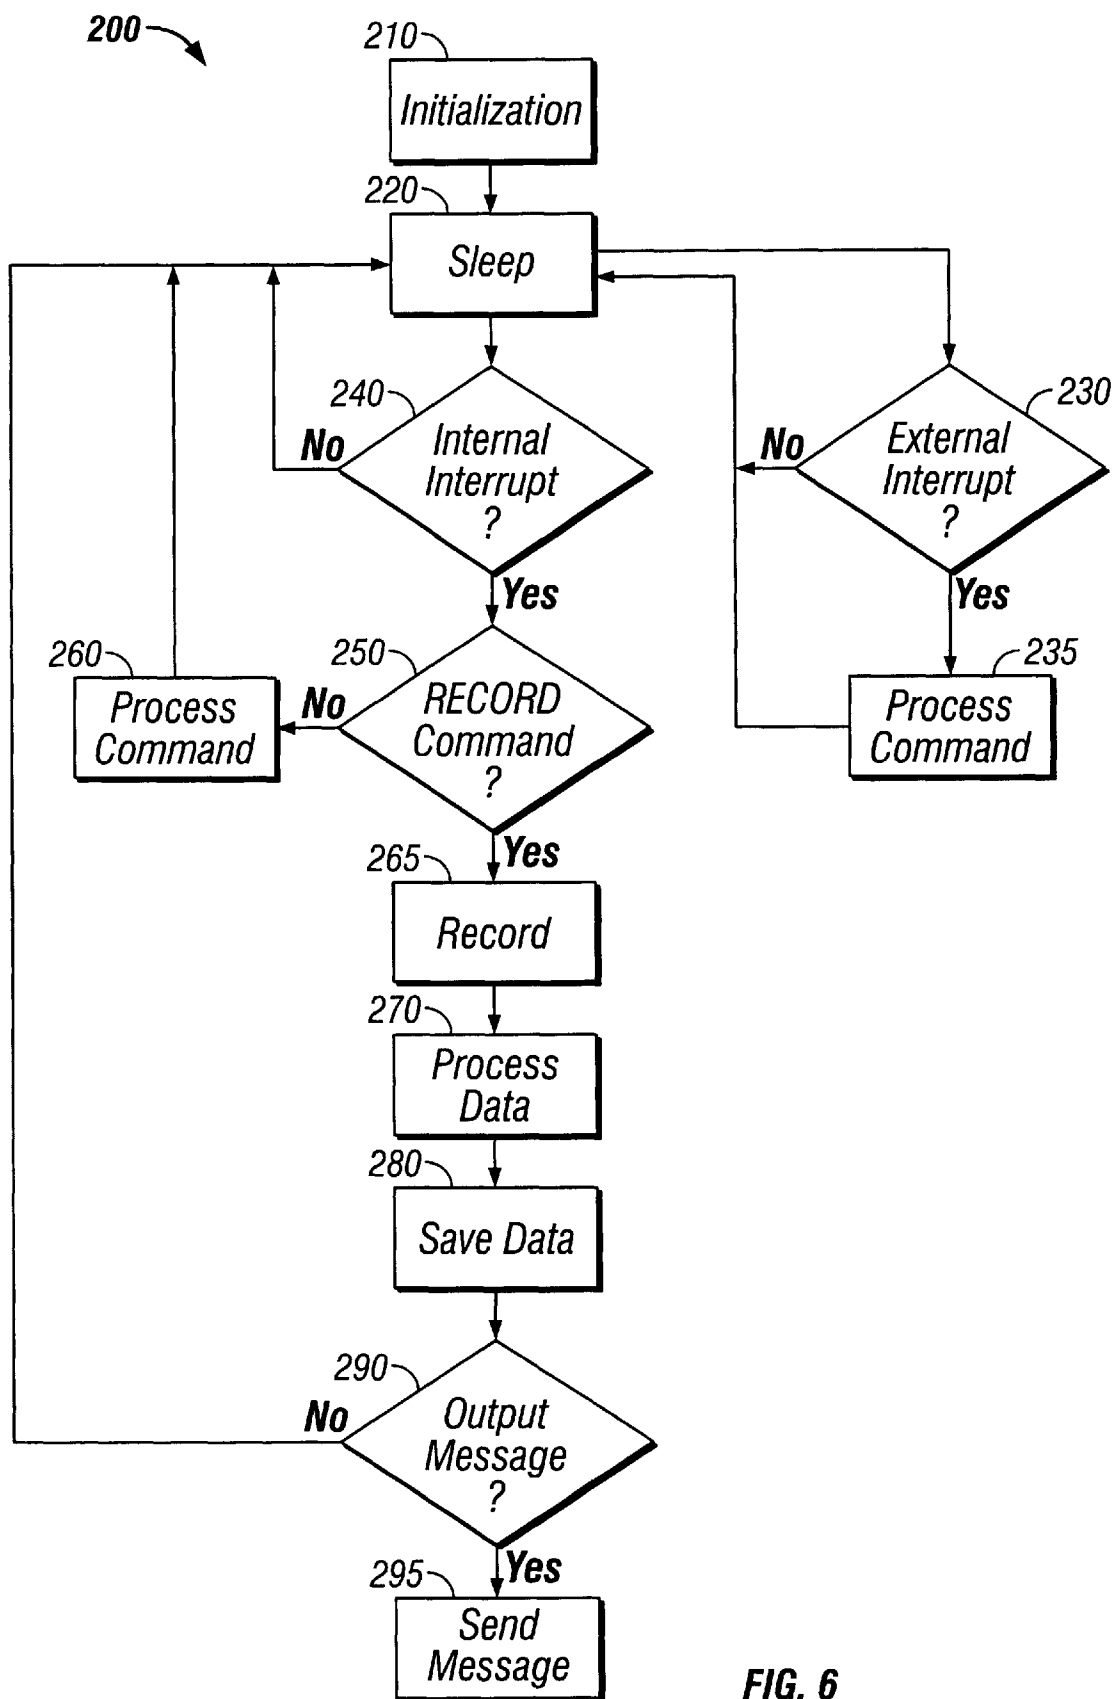 200
210
Initialization
220
Sleep
240
Internal
Interrupt
?
No
Yes
230
External
Interrupt
?
No
Yes
235
Process
Command
250
RECORD
Command
?
No
Yes
260
Process
Command
265
Record
270
Process
Data
280
Save Data
290
Output
Message
?
No
Yes
295
Send
Message
FIG. 6